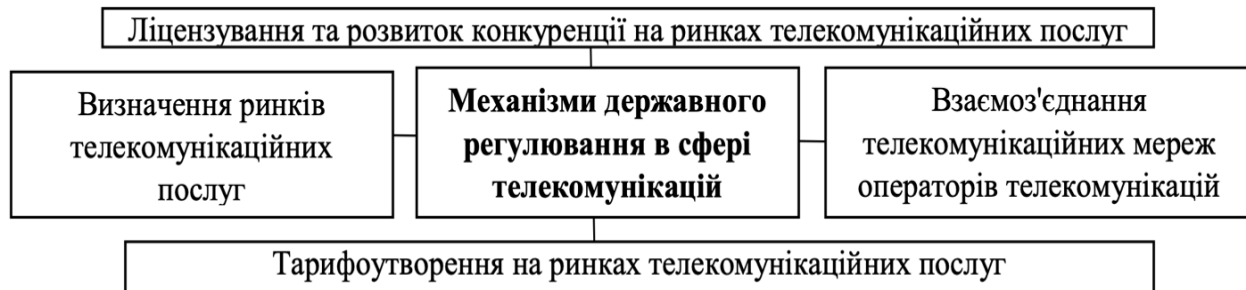 Ліцензування та розвиток конкуренції на ринках телекомунікаційних послуг
Визначення ринків
телекомунікаційних
послуг
Механізми державного
регулювання в сфері
телекомунікацій
Взаємоз'єднання
телекомунікаційних мереж
операторів телекомунікацій
Тарифоутворення на ринках телекомунікаційних послуг